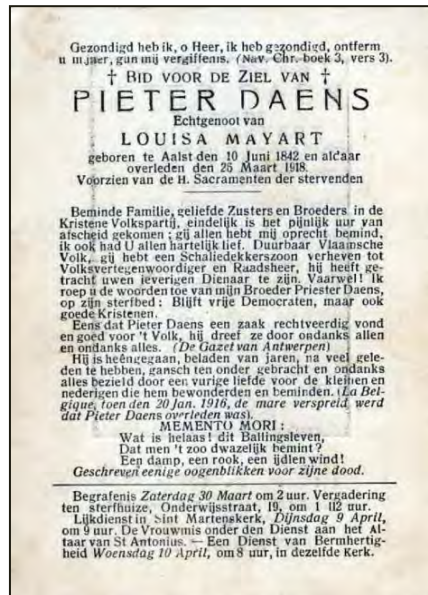 Gezondigd heb ik, o Heer, ik heb gezondigd, ontferm
u mijner, gun mij vergiffenis. (Nav. Chr. boek 3, vers 3).
† BID VOOR DE ZIEL VAN †
PIETER DAENS
Echtgenoot van
LOUISA MAYART
geboren te Aalst den 10 Juni 1842 en aldaar
overleden den 25 Maart 1918.
Voorzien van de H. Sacramenten der stervenden
Beminde Familie, geliefde Zusters en Broeders in de
Kristene Volkspartij, eindelijk is het pijnlijk uur van
afscheid gekomen ; gij allen hebt mij oprecht bemind,
ik ook had U allen hartelijk lief. Duurbaar Vlaamsche
Volk, gij hebt een Schaliedekkerszoon verheven tot
Volksvertegenwoordiger en Raadsheer, hij heeft ge-
tracht uwen ieverigen Dienaar te zijn. Vaarwel! Ik
roep u de woorden toe van mijn Broeder Priester Daens,
op zijn sterfbed : Blijft vrije Democraten, maar ook
goede Kristenen.
Eens dat Pieter Daens een zaak rechtveerdig vond
en goed voor 't Volk, hij dreef ze door ondanks allen
en ondanks alles. (De Gazet van Antwerpen)
Hij is heêngegaan, beladen van jaren, na veel gele-
den te hebben, gansch ten onder gebracht en ondanks
alles bezield door een vurige liefde voor de kleinen en
nederigen die hem bewonderden en beminden. (La Bel-
gique, toen den 20 Jan. 1916, de mare verspreid werd
dat Pieter Daens overleden was).
MEMENTO MORI :
Wat is helaas! dit Ballingsleven,
Dat men 't zoo dwazelijk bemint?
Een damp, een rook, een ijdlen wind!
Geschreven eenige oogenblikken voor zijne dood.
Begrafenis Zaterdag 30 Maart om 2 uur. Vergadering
ten sterfhuize, Onderwijsstraat, 19, om 1 1|2 uur.
Lijkdienst in Sint Martenskerk, Dijnsdag 9 April,
om 9 uur. De Vrouwmis onder den Dienst aan het Al-
taar van St Antonius. — Een Dienst van Bermhertig-
heid Woensdag 10 April, om 8 uur, in dezelfde Kerk.